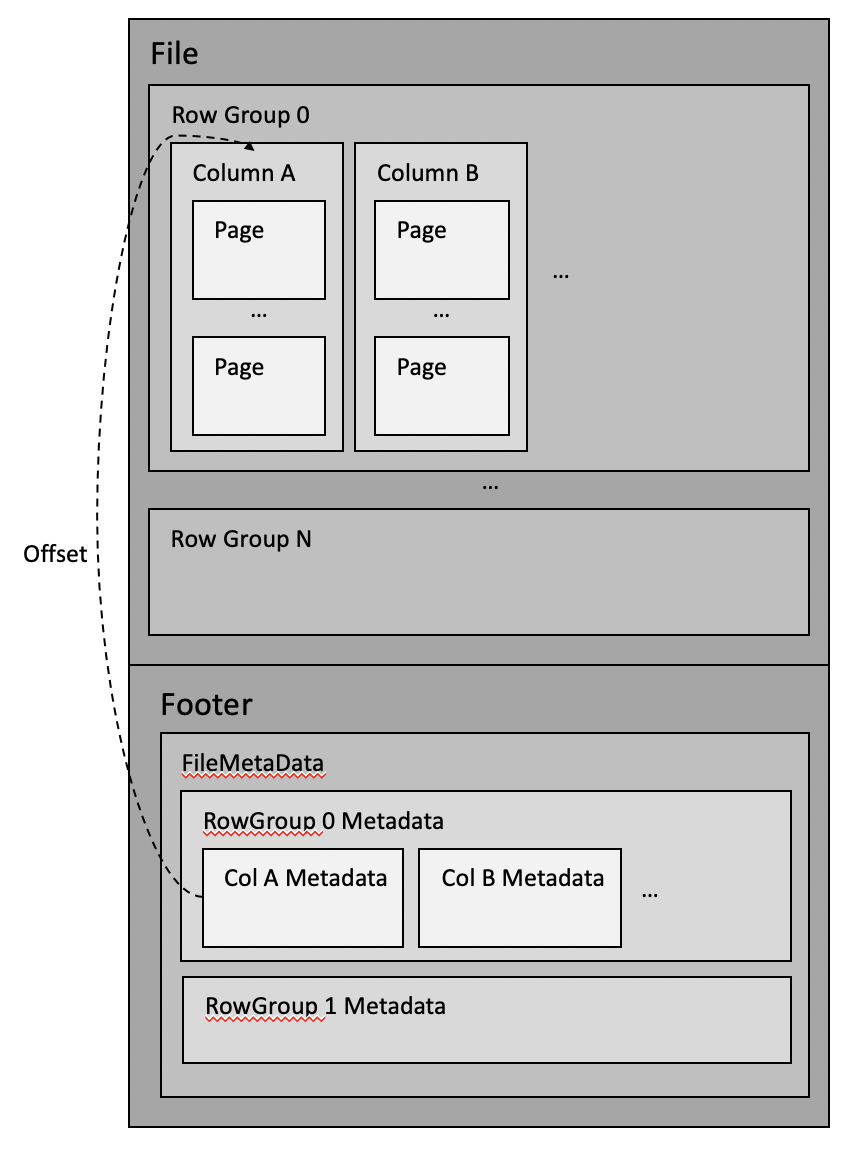 File
Row Group 0
Column A
Column B
Page
Page
...
...
...
Page
Page
...
Row Group N
Offset
Footer
FileMetaData
RowGroup 0 Metadata
Col A Metadata
Col B Metadata
...
RowGroup 1 Metadata